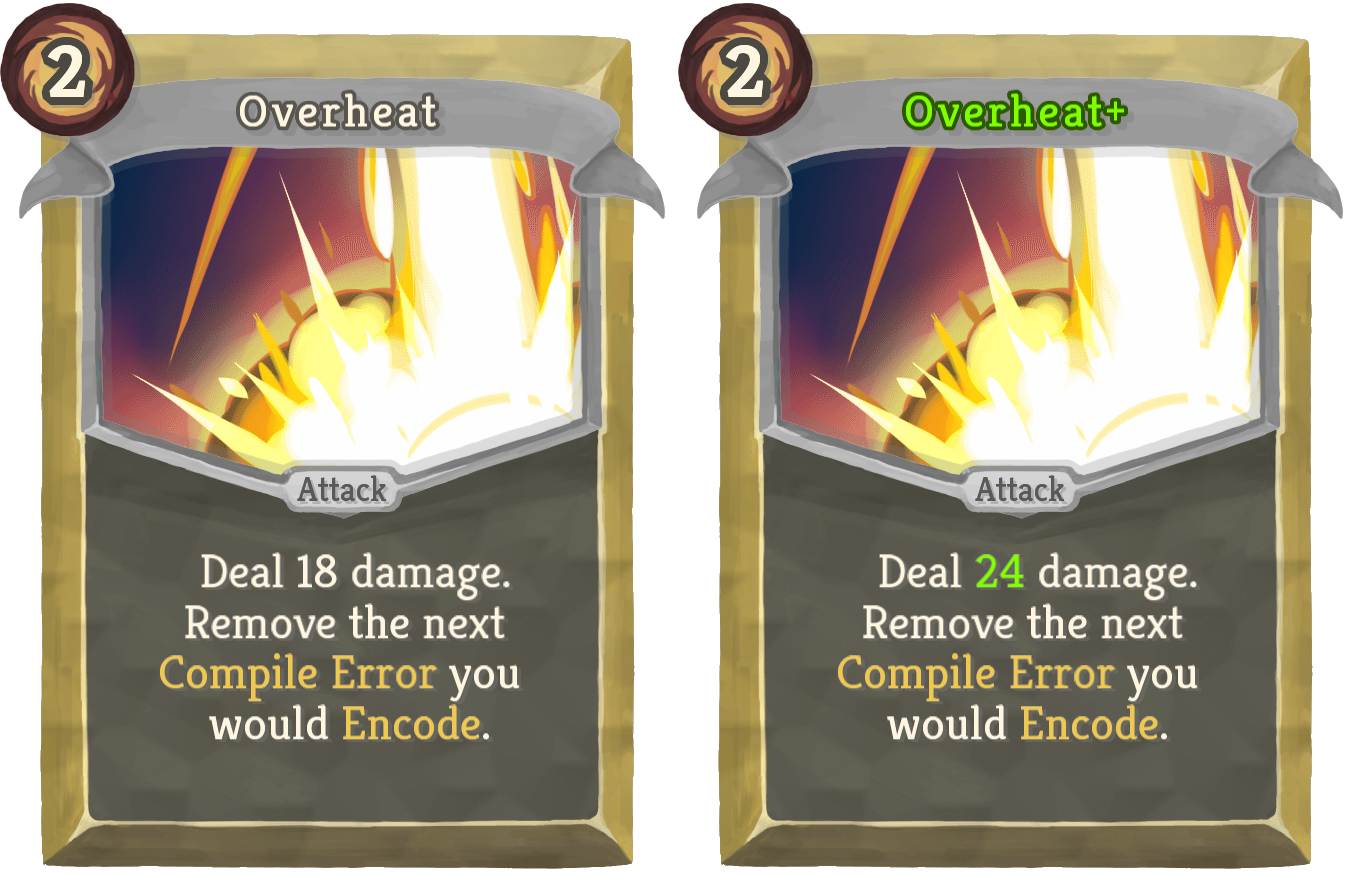 2
Overheat
Attack
Deal 18 damage.
Remove the next
Compile Error you
would Encode.
2
Overheat+
Attack
Deal 24 damage.
Remove the next
Compile Error you
would Encode.